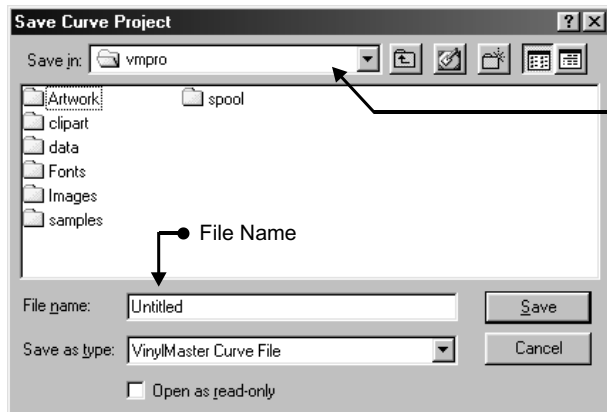 Save Curve Project
Save in: vmpro
Artwork spool
clipart
data
Fonts
Images
samples
File Name
File name: Untitled Save
Save as type: VinylMaster Curve File Cancel
Open as read-only